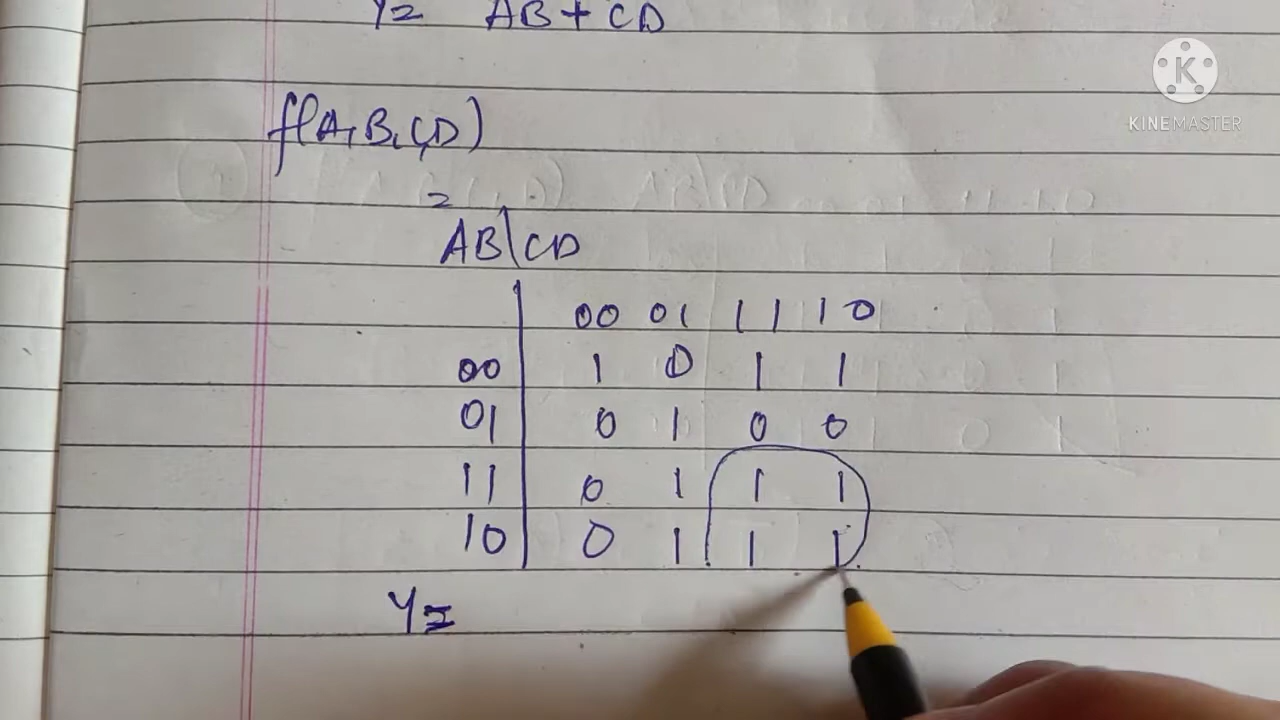 Y= AB + CD
K
KINEMASTER
f(A,B,C,D)
=
AB\CD
00 01 11 10
00 1 0 1 1
01 0 1 0 0
11 0 1 1 1
10 0 1 1 1
Y=